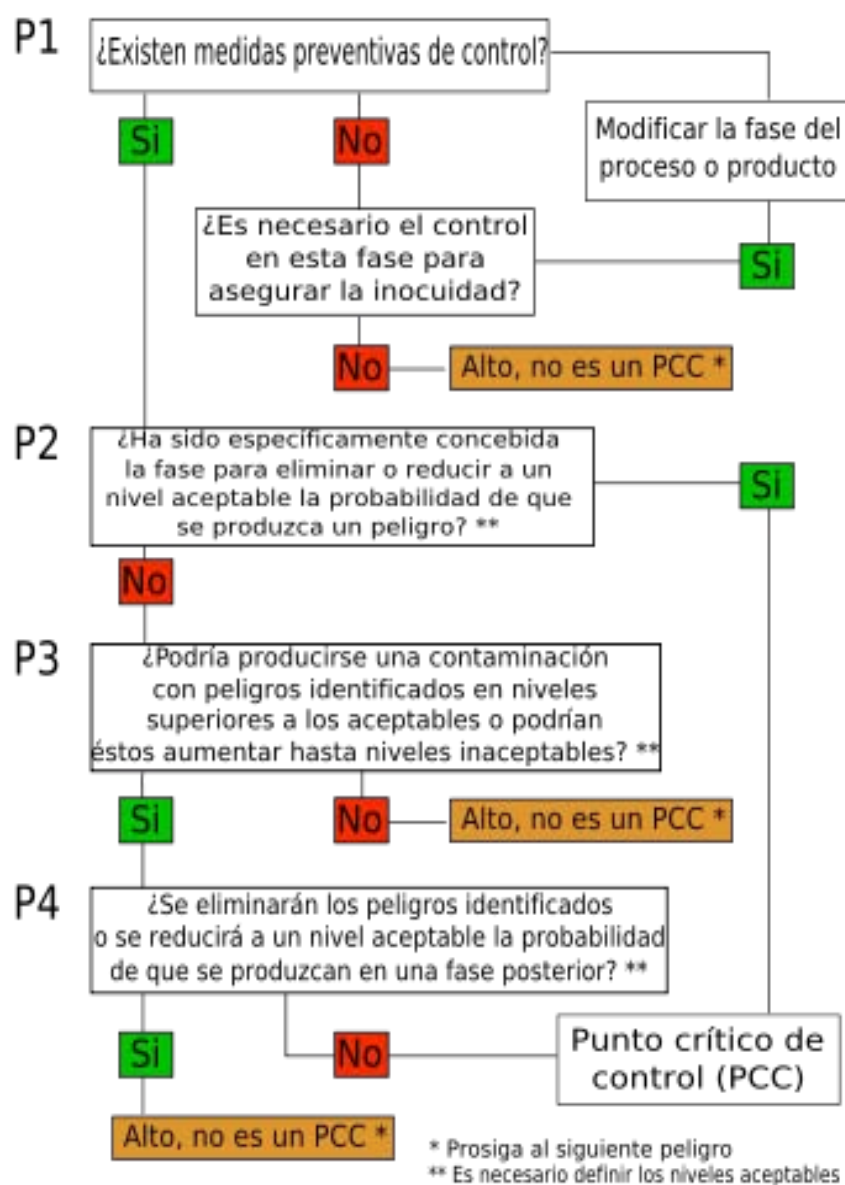 P1
¿Existen medidas preventivas de control?
Si
No
Modificar la fase del
proceso o producto
¿Es necesario el control
en esta fase para
asegurar la inocuidad?
Si
No
Alto, no es un PCC *
P2
¿Ha sido específicamente concebida
la fase para eliminar o reducir a un
nivel aceptable la probabilidad de que
se produzca un peligro? **
Si
No
P3
¿Podría producirse una contaminación
con peligros identificados en niveles
superiores a los aceptables o podrían
éstos aumentar hasta niveles inaceptables? **
Si
No
Alto, no es un PCC *
P4
¿Se eliminarán los peligros identificados
o se reducirá a un nivel aceptable la probabilidad
de que se produzcan en una fase posterior? **
Si
No
Punto crítico de
control (PCC)
Alto, no es un PCC *
* Prosiga al siguiente peligro
** Es necesario definir los niveles aceptables